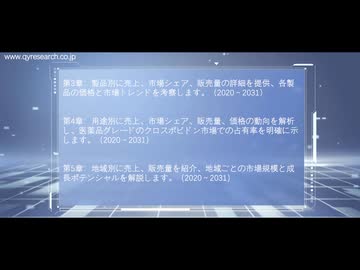 www.qyresearch.co.jp
第3章　製品別に売上、市場シェア、販売量の詳細を提供、各製
品の価格と市場トレンドを考察します。（2020～2031）
第4章　用途別に売上、市場シェア、販売量、価格の動向を解析
し、医薬品グレードのクロスポビドン市場での占有率を明確に示
します。（2020～2031）
第5章　地域別に売上、販売量を紹介、地域ごとの市場規模と成
長ポテンシャルを解説します。（2020～2031）